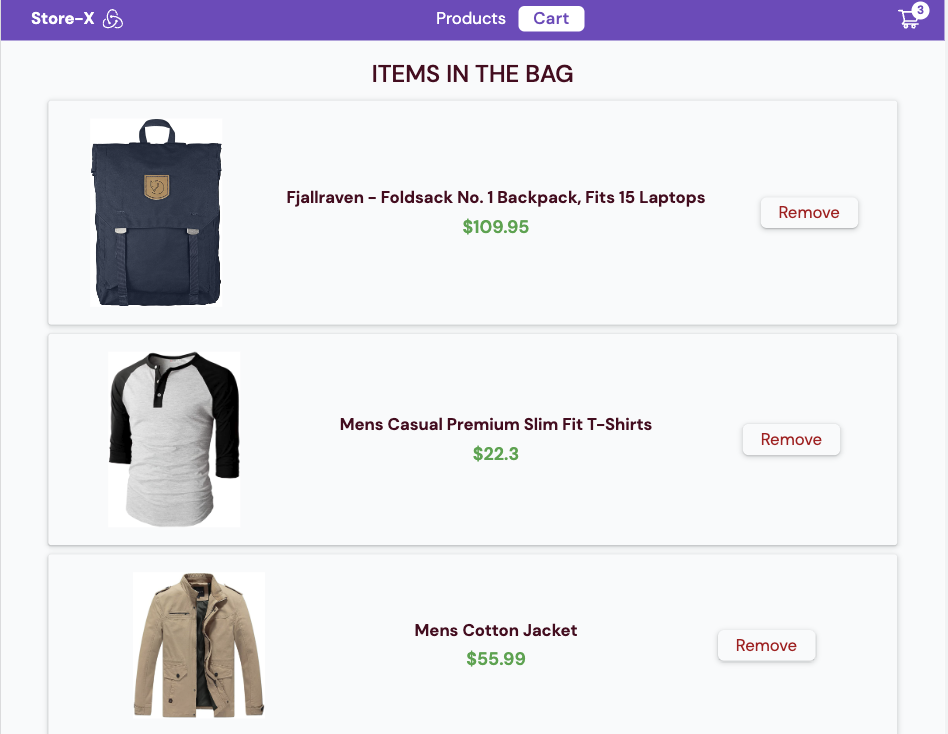 Store-X
Products
Cart
3
ITEMS IN THE BAG
Fjallraven - Foldsack No. 1 Backpack, Fits 15 Laptops
$109.95
Remove
Mens Casual Premium Slim Fit T-Shirts
$22.3
Remove
Mens Cotton Jacket
$55.99
Remove